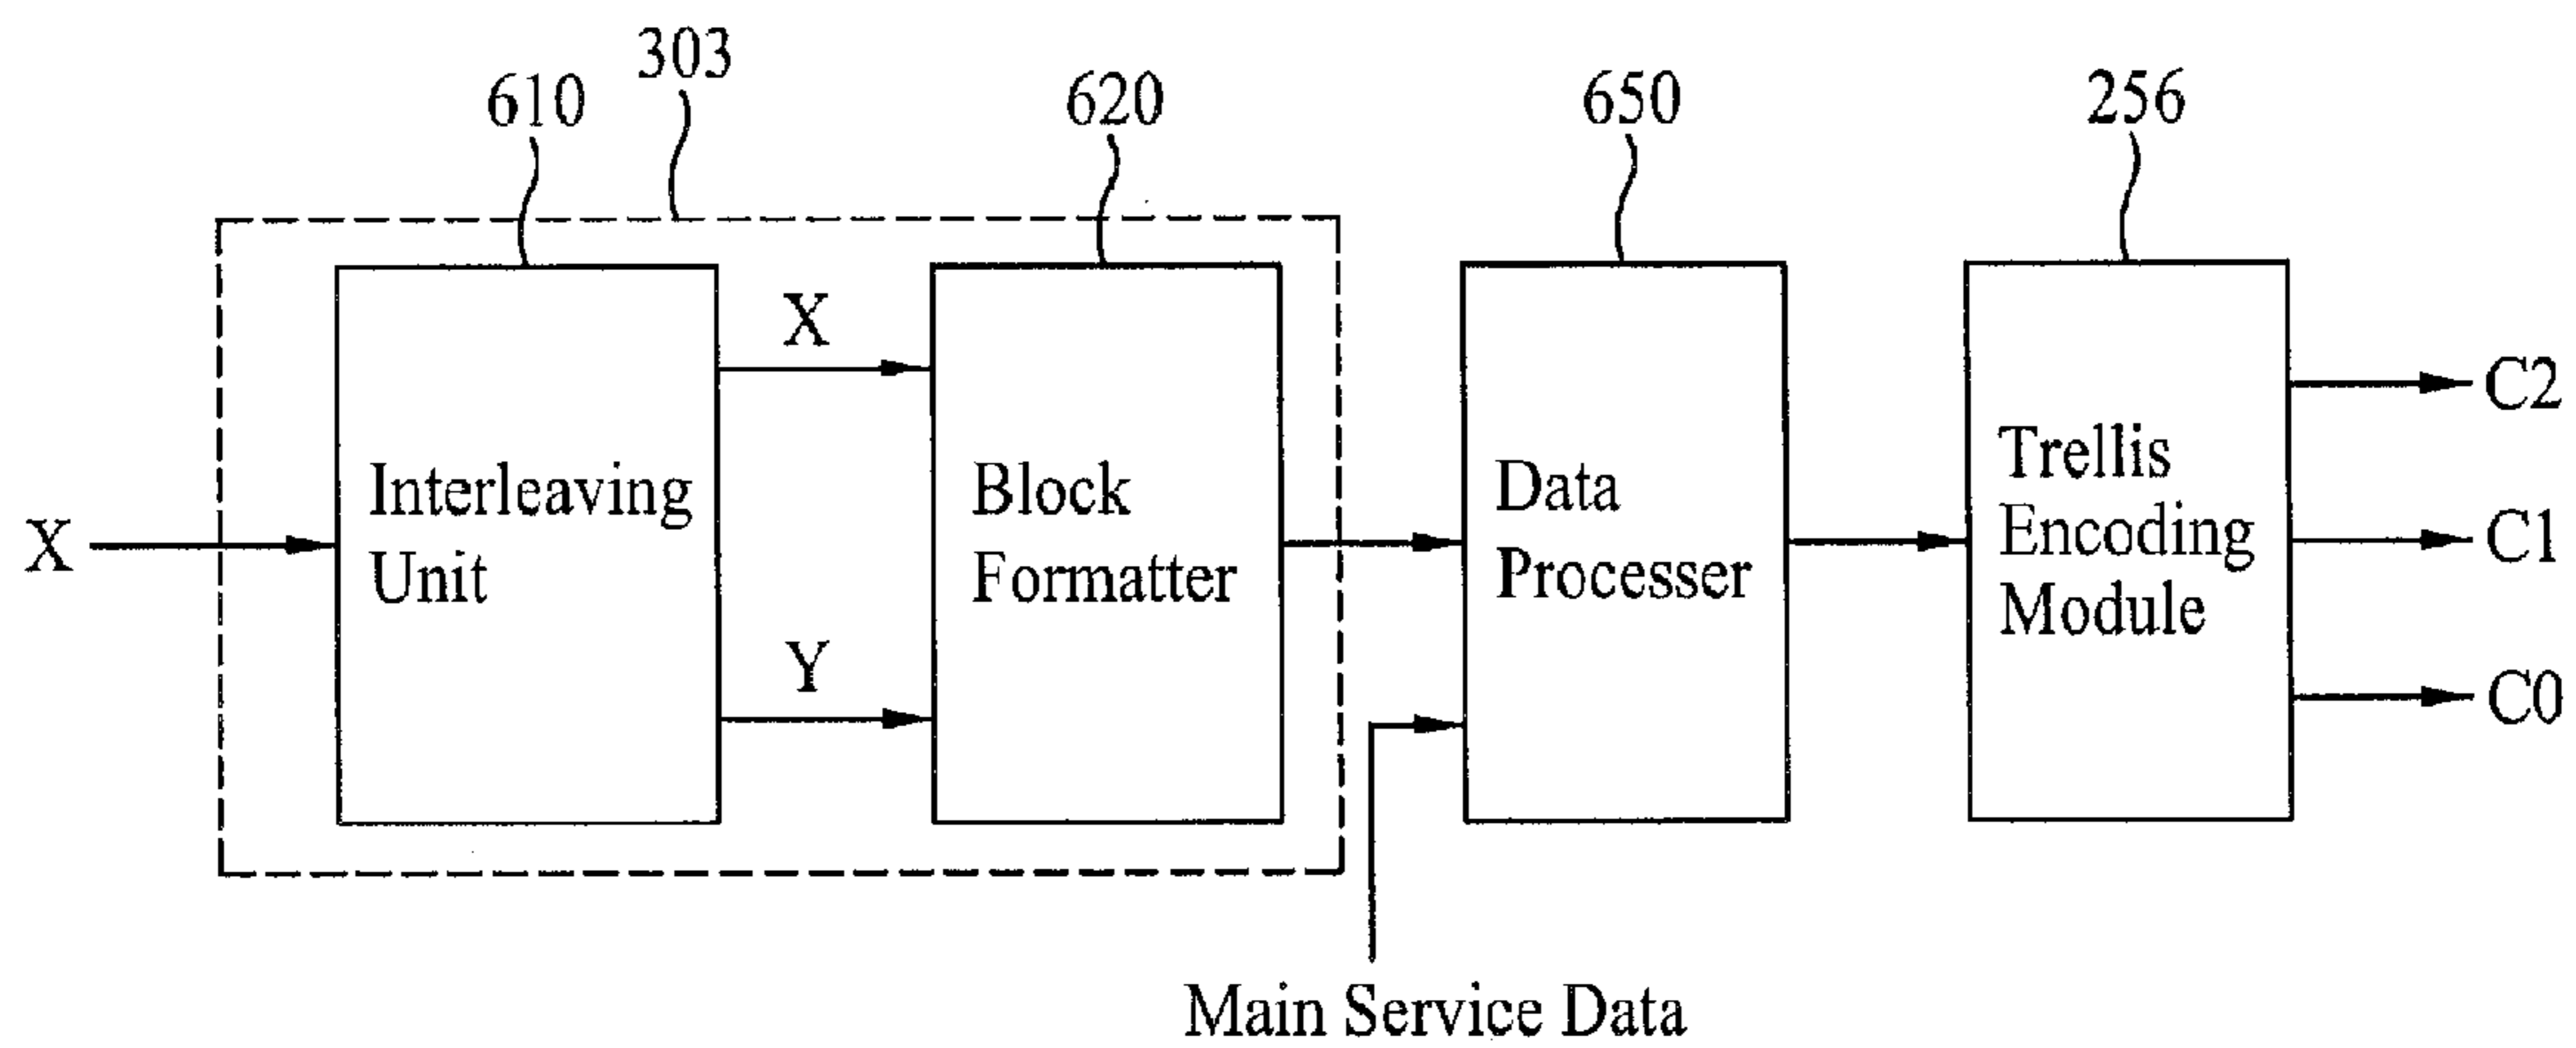 303
610
620
650
256
X
Interleaving
Unit
X
Y
Block
Formatter
Data
Processer
Trellis
Encoding
Module
C2
C1
C0
Main Service Data